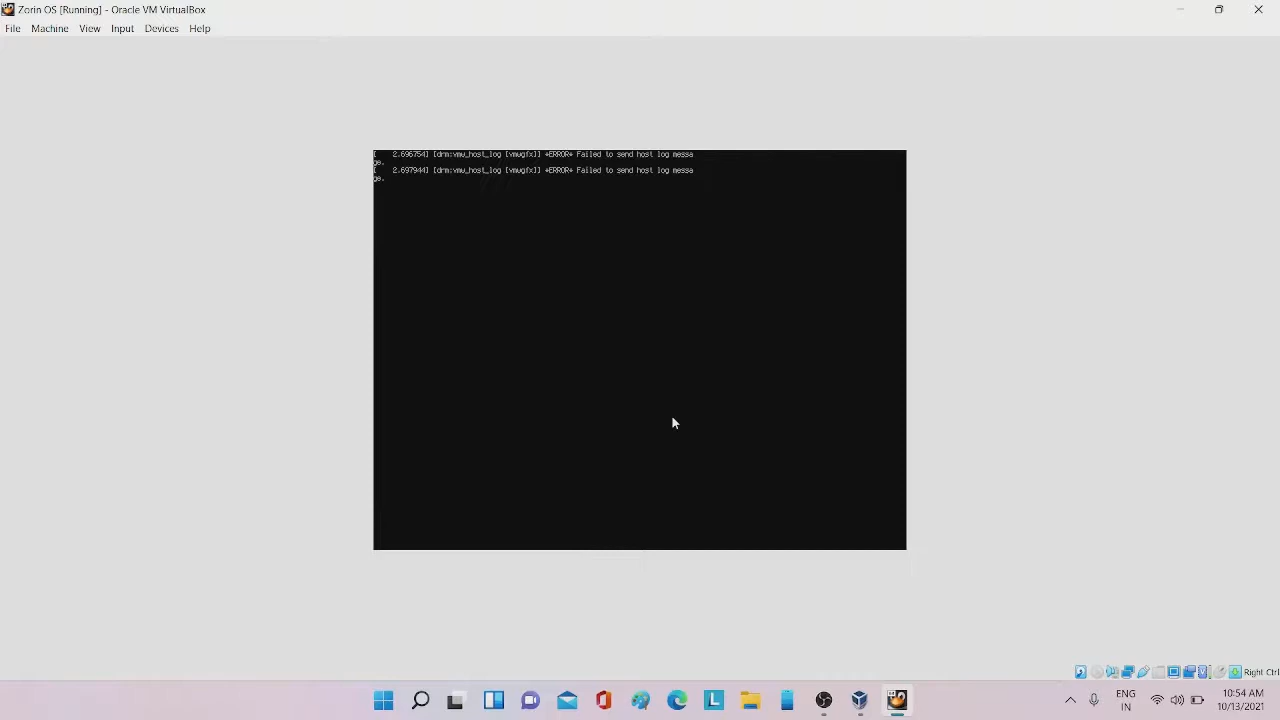 Zorin OS [Running] - Oracle VM VirtualBox
File Machine View Input Devices Help
[    2.696754] [drm:vmw_host_log [vmwgfx]] *ERROR* Failed to send host log messa
ge.
[    2.697944] [drm:vmw_host_log [vmwgfx]] *ERROR* Failed to send host log messa
ge.
Right Ctrl
L
ENG
IN
10:54 AM
10/13/2021